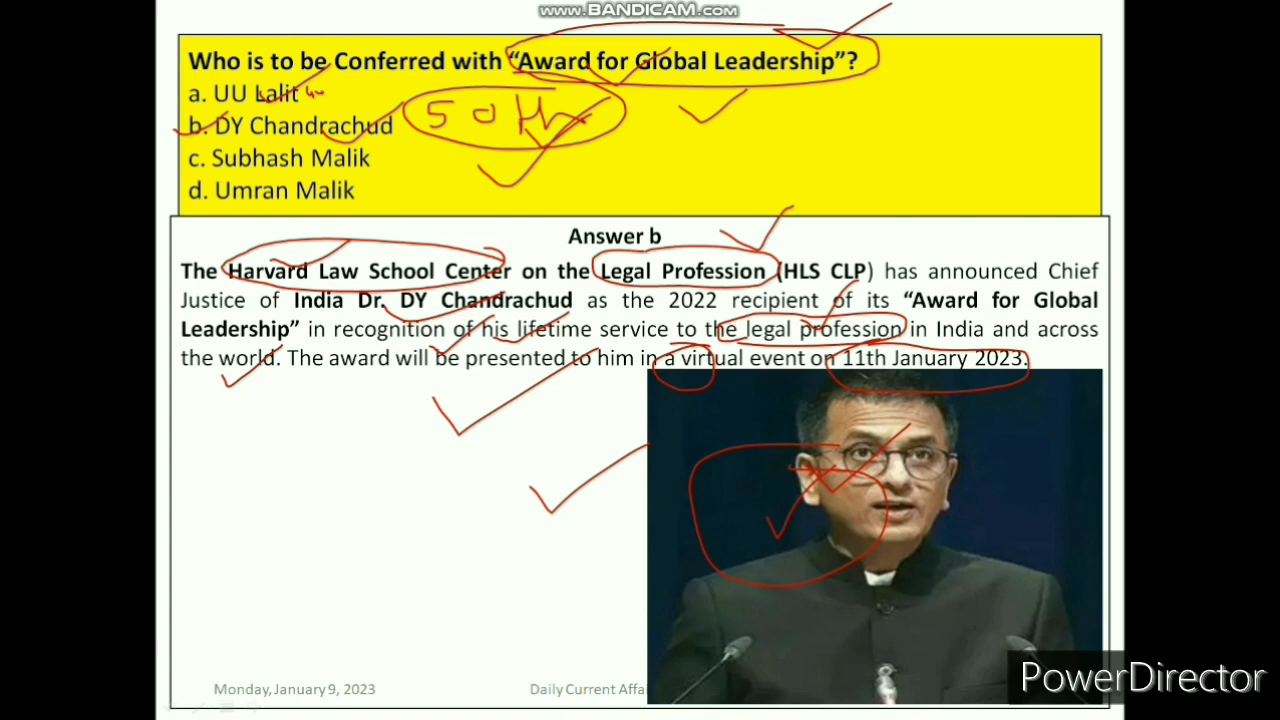 www.BANDICAM.com
Who is to be Conferred with “Award for Global Leadership”?
a. UU Lalit
b. DY Chandrachud
50th
c. Subhash Malik
d. Umran Malik
Answer b
The Harvard Law School Center on the Legal Profession (HLS CLP) has announced Chief
Justice of India Dr. DY Chandrachud as the 2022 recipient of its “Award for Global
Leadership” in recognition of his lifetime service to the legal profession in India and across
the world. The award will be presented to him in a virtual event on 11th January 2023.
Monday, January 9, 2023
Daily Current Affai
PowerDirector